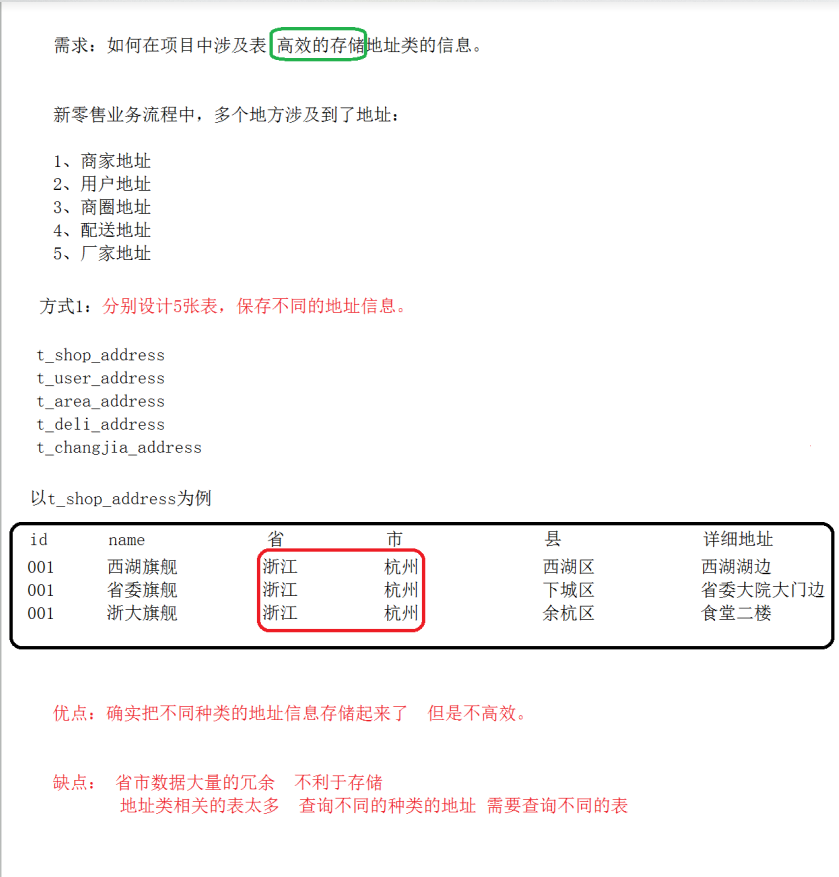 需求：如何在项目中涉及表 高效的存储地址类的信息。
新零售业务流程中，多个地方涉及到了地址：
1、商家地址
2、用户地址
3、商圈地址
4、配送地址
5、厂家地址
方式1：分别设计5张表，保存不同的地址信息。
t_shop_address
t_user_address
t_area_address
t_deli_address
t_changjia_address
以t_shop_address为例
id name 省 市 县 详细地址
001 西湖旗舰 浙江 杭州 西湖区 西湖湖边
001 省委旗舰 浙江 杭州 下城区 省委大院大门边
001 浙大旗舰 浙江 杭州 余杭区 食堂二楼
优点：确实把不同种类的地址信息存储起来了 但是不高效。
缺点： 省市数据大量的冗余 不利于存储
地址类相关的表太多 查询不同的种类的地址 需要查询不同的表